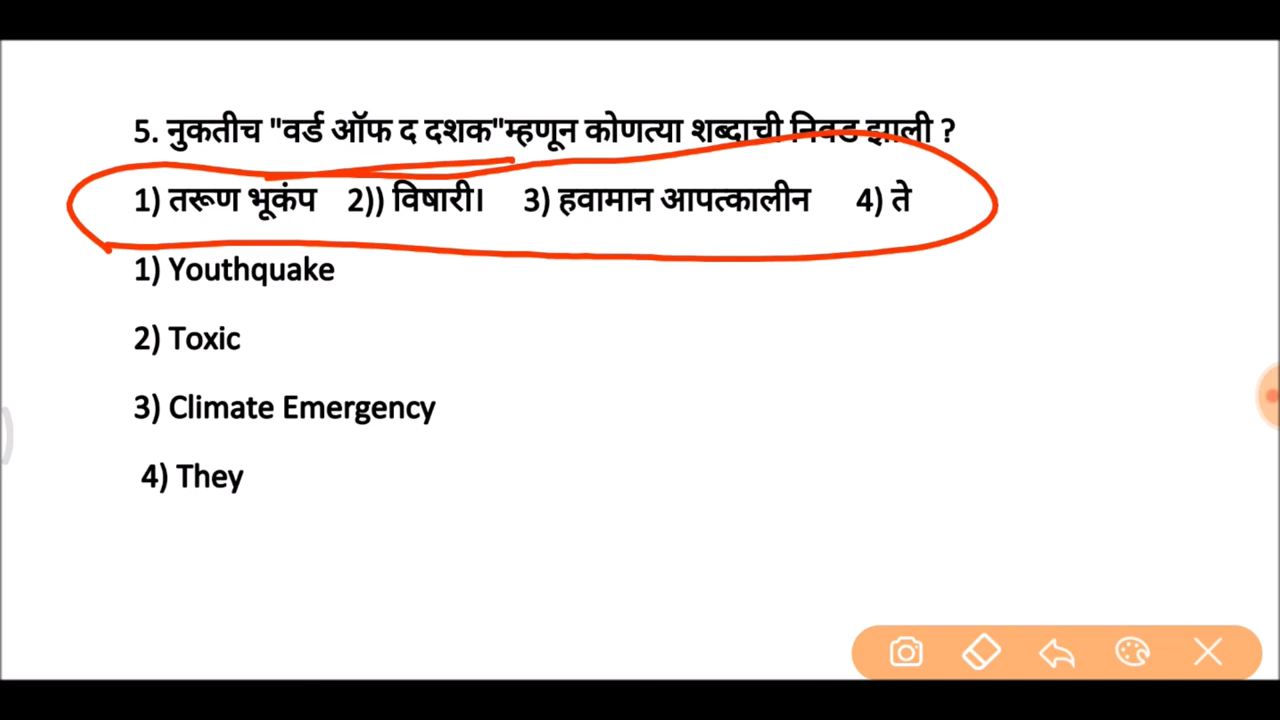 5. नुकतीच "वर्ड ऑफ द दशक"म्हणून कोणत्या शब्दाची निवड झाली ?
1) तरूण भूकंप 2)) विषारी। 3) हवामान आपत्कालीन 4) ते
1) Youthquake
2) Toxic
3) Climate Emergency
4) They